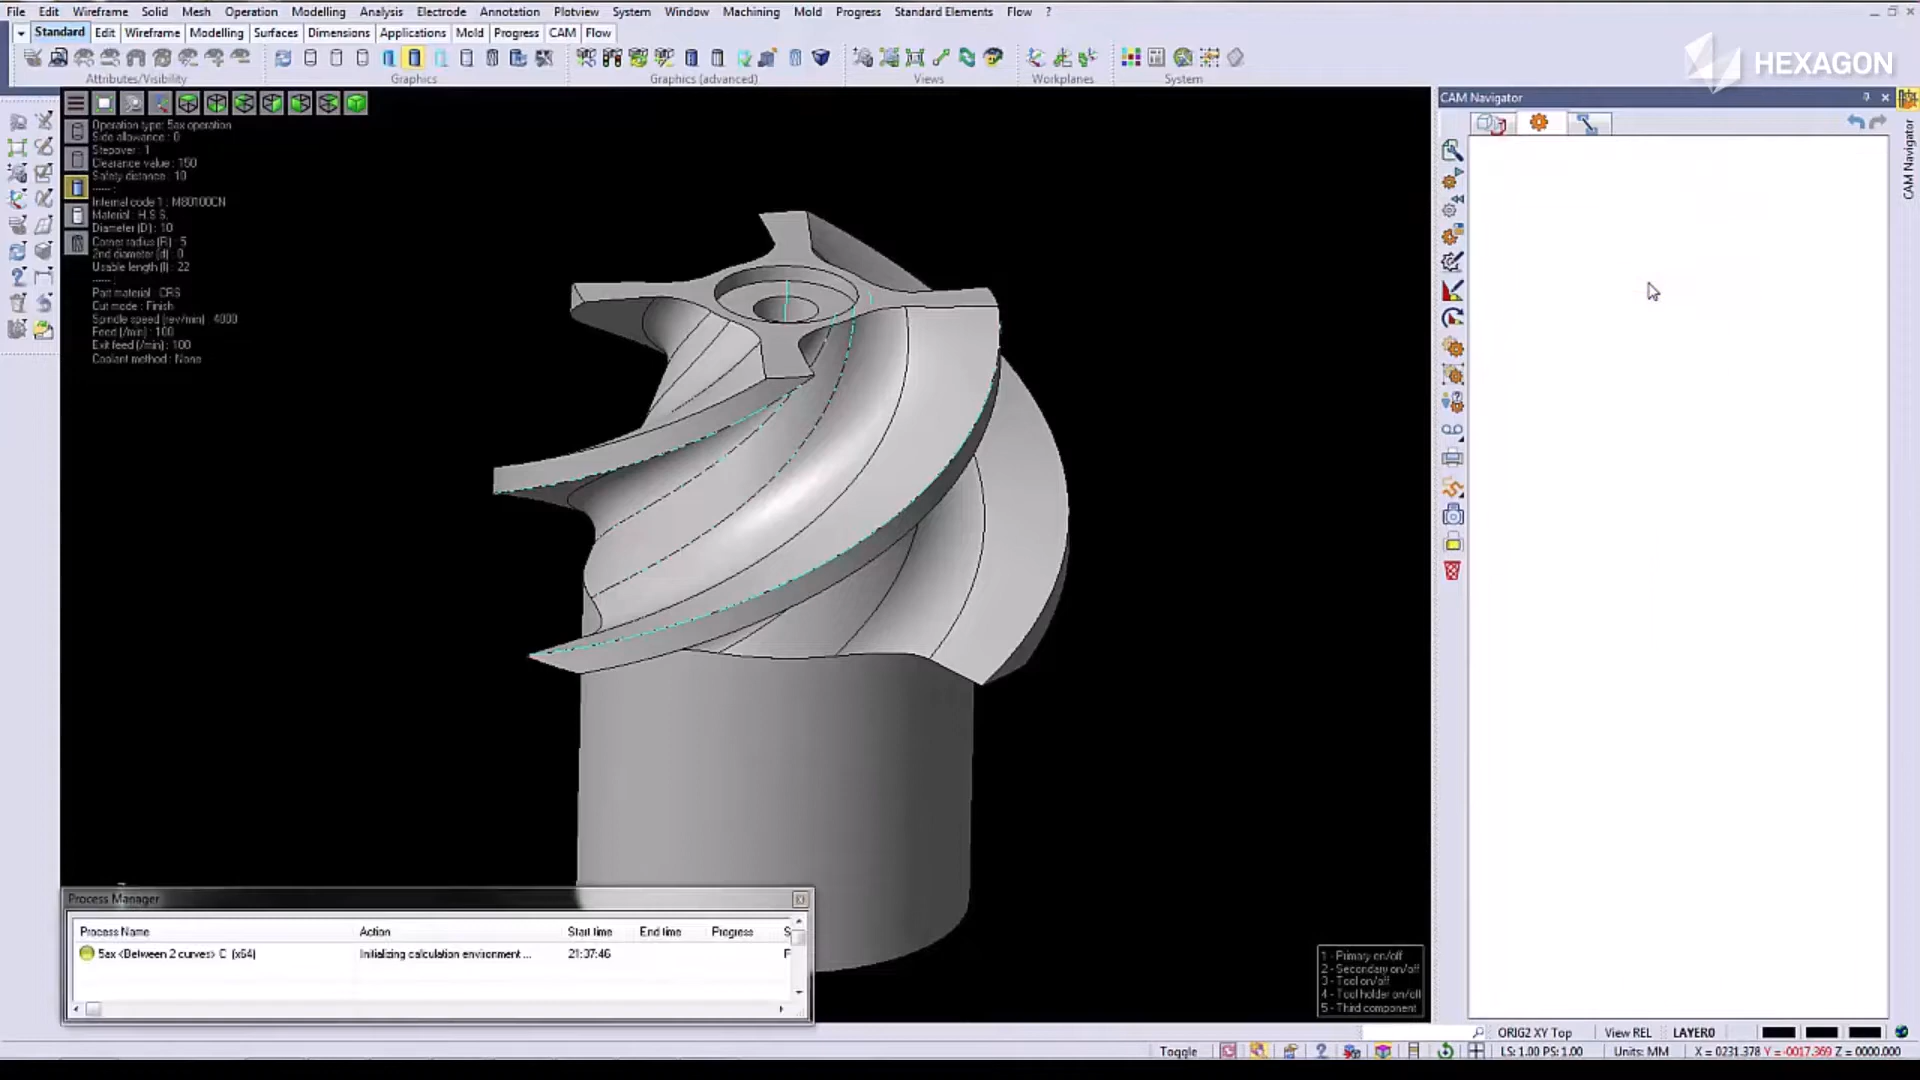 File Edit Wireframe Solid Mesh Operation Modelling Analysis Electrode Annotation Plotview System Window Machining Mold Progress Standard Elements Flow ?
Standard Edit Wireframe Modelling Surfaces Dimensions Applications Mold Progress CAM Flow
HEXAGON
Attributes/Visibility Graphics Graphics (advanced) Views Workplanes System
CAM Navigator
CAM Navigator
Operation type: 5ax operation
Side allowance : 0
Stepover : 1
Clearance value : 150
Safety distance : 10
----- :
Internal code 1 : M80100CN
Material : H.S.S.
Diameter (D) : 10
Corner radius (R) : 5
2nd diameter (d) : 0
Usable length (l) : 22
----- :
Part material : CRS
Cut mode : Finish
Spindle speed (rev/min) : 4000
Feed (/min) : 100
Exit feed (/min) : 100
Coolant method : None
Process Manager
Process Name Action Start time End time Progress S
5ax <Between 2 curves> C (x64) Initializing calculation environment ... 21:37:46 F
1 - Primary on/off
2 - Secondary on/off
3 - Tool on/off
4 - Tool holder on/off
5 - Third component
ORIG2 XY Top View REL LAYER0
Toggle LS: 1.00 PS: 1.00 Units: MM X = 0231.378 Y = -0017.369 Z = 0000.000